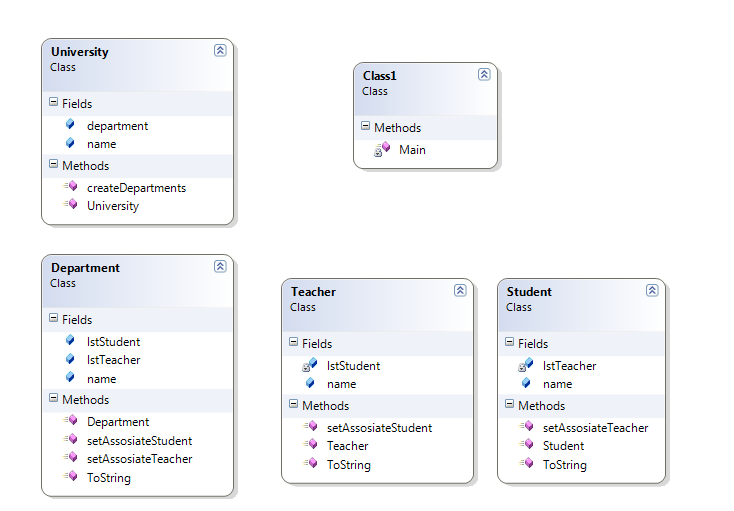 University
Class
Fields
department
name
Methods
createDepartments
University
Class1
Class
Methods
Main
Department
Class
Fields
lstStudent
lstTeacher
name
Methods
Department
setAssosiateStudent
setAssosiateTeacher
ToString
Teacher
Class
Fields
lstStudent
name
Methods
setAssosiateStudent
Teacher
ToString
Student
Class
Fields
lstTeacher
name
Methods
setAssosiateTeacher
Student
ToString